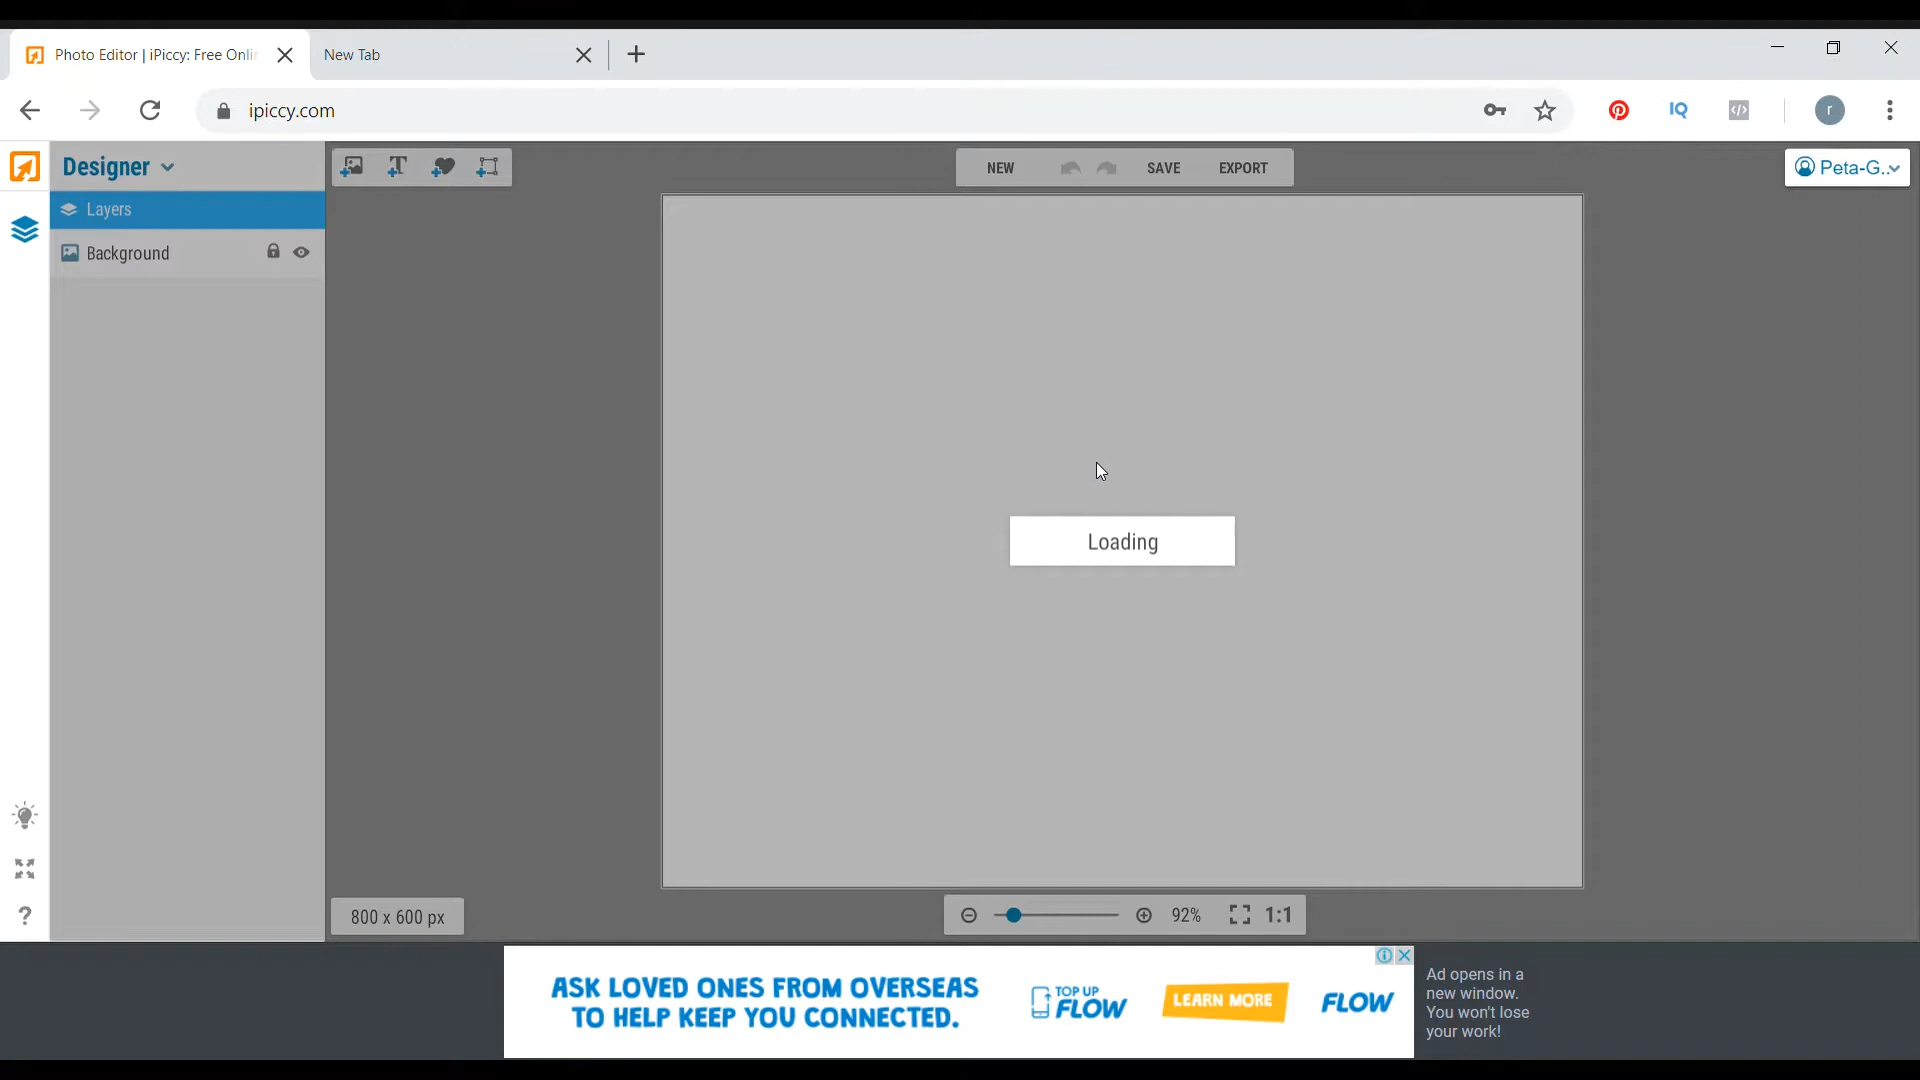 Photo Editor | iPiccy: Free Onli
New Tab
ipiccy.com
IQ
r
Designer
NEW
SAVE
EXPORT
Peta-G..
Layers
Background
Loading
?
800 x 600 px
92%
1:1
ASK LOVED ONES FROM OVERSEAS
TO HELP KEEP YOU CONNECTED.
TOP UP
FLOW
LEARN MORE
FLOW
Ad opens in a
new window.
You won't lose
your work!